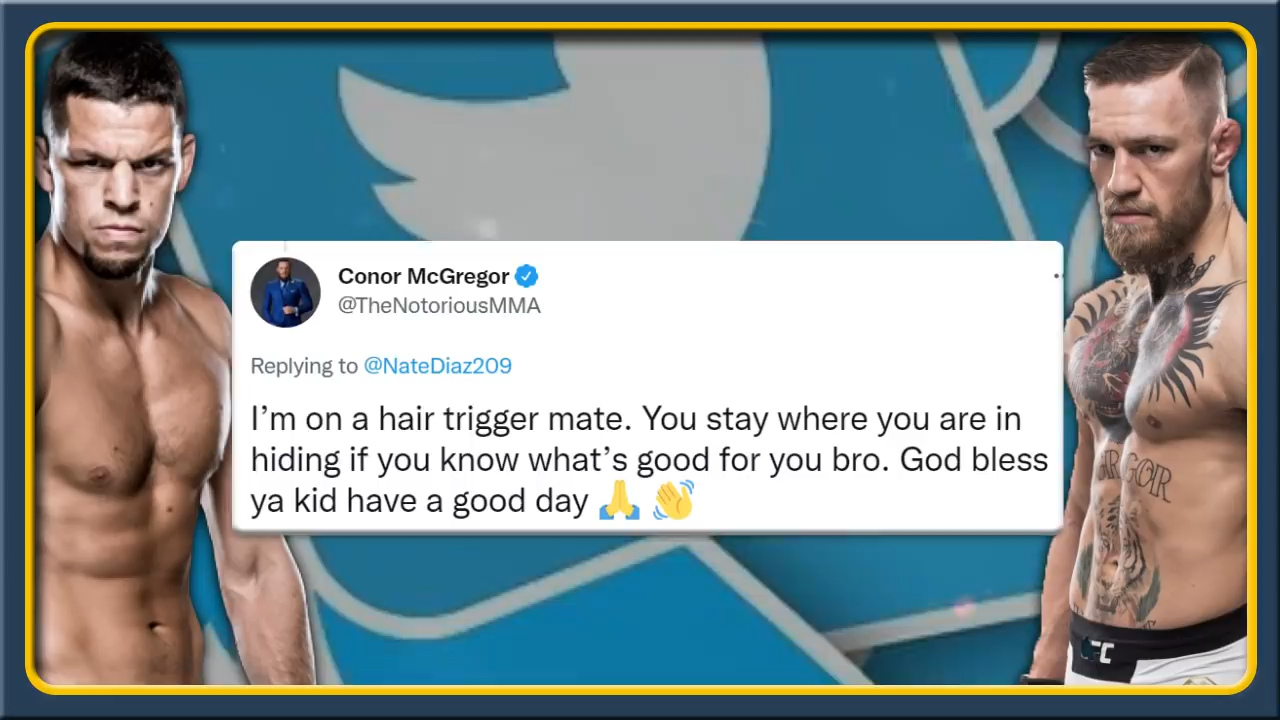 Conor McGregor
@TheNotoriousMMA
Replying to @NateDiaz209
I’m on a hair trigger mate. You stay where you are in
hiding if you know what’s good for you bro. God bless
ya kid have a good day 🙏 👋